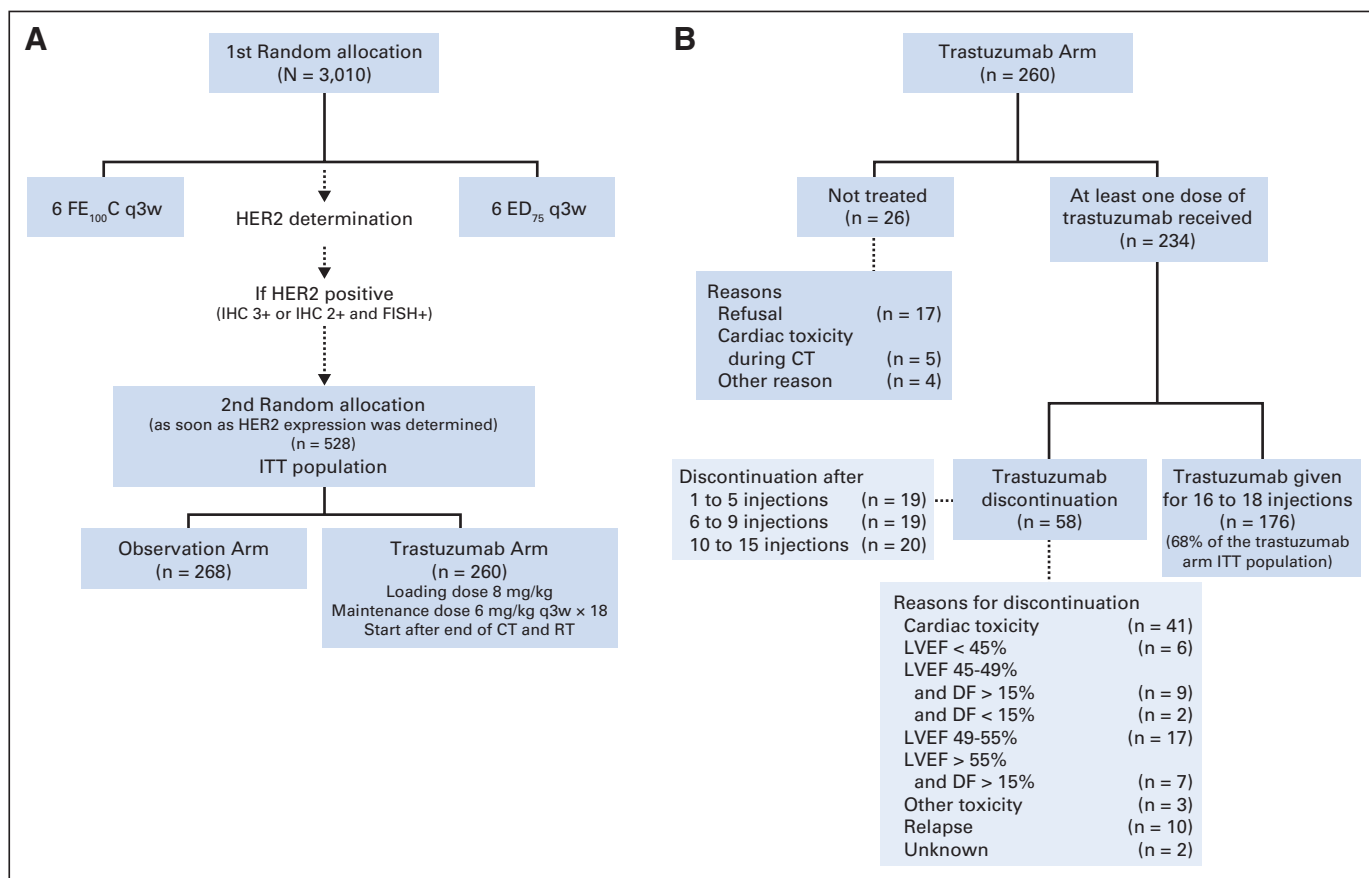 A
1st Random allocation
(N = 3,010)
6 FE100C q3w
HER2 determination
6 ED75 q3w
If HER2 positive
(IHC 3+ or IHC 2+ and FISH+)
2nd Random allocation
(as soon as HER2 expression was determined)
(n = 528)
ITT population
Observation Arm
(n = 268)
Trastuzumab Arm
(n = 260)
Loading dose 8 mg/kg
Maintenance dose 6 mg/kg q3w × 18
Start after end of CT and RT
B
Trastuzumab Arm
(n = 260)
Not treated
(n = 26)
At least one dose of
trastuzumab received
(n = 234)
Reasons
Refusal (n = 17)
Cardiac toxicity
during CT (n = 5)
Other reason (n = 4)
Discontinuation after
1 to 5 injections (n = 19)
6 to 9 injections (n = 19)
10 to 15 injections (n = 20)
Trastuzumab
discontinuation
(n = 58)
Trastuzumab given
for 16 to 18 injections
(n = 176)
(68% of the trastuzumab
arm ITT population)
Reasons for discontinuation
Cardiac toxicity (n = 41)
LVEF < 45% (n = 6)
LVEF 45-49%
and DF > 15% (n = 9)
and DF < 15% (n = 2)
LVEF 49-55% (n = 17)
LVEF > 55%
and DF > 15% (n = 7)
Other toxicity (n = 3)
Relapse (n = 10)
Unknown (n = 2)